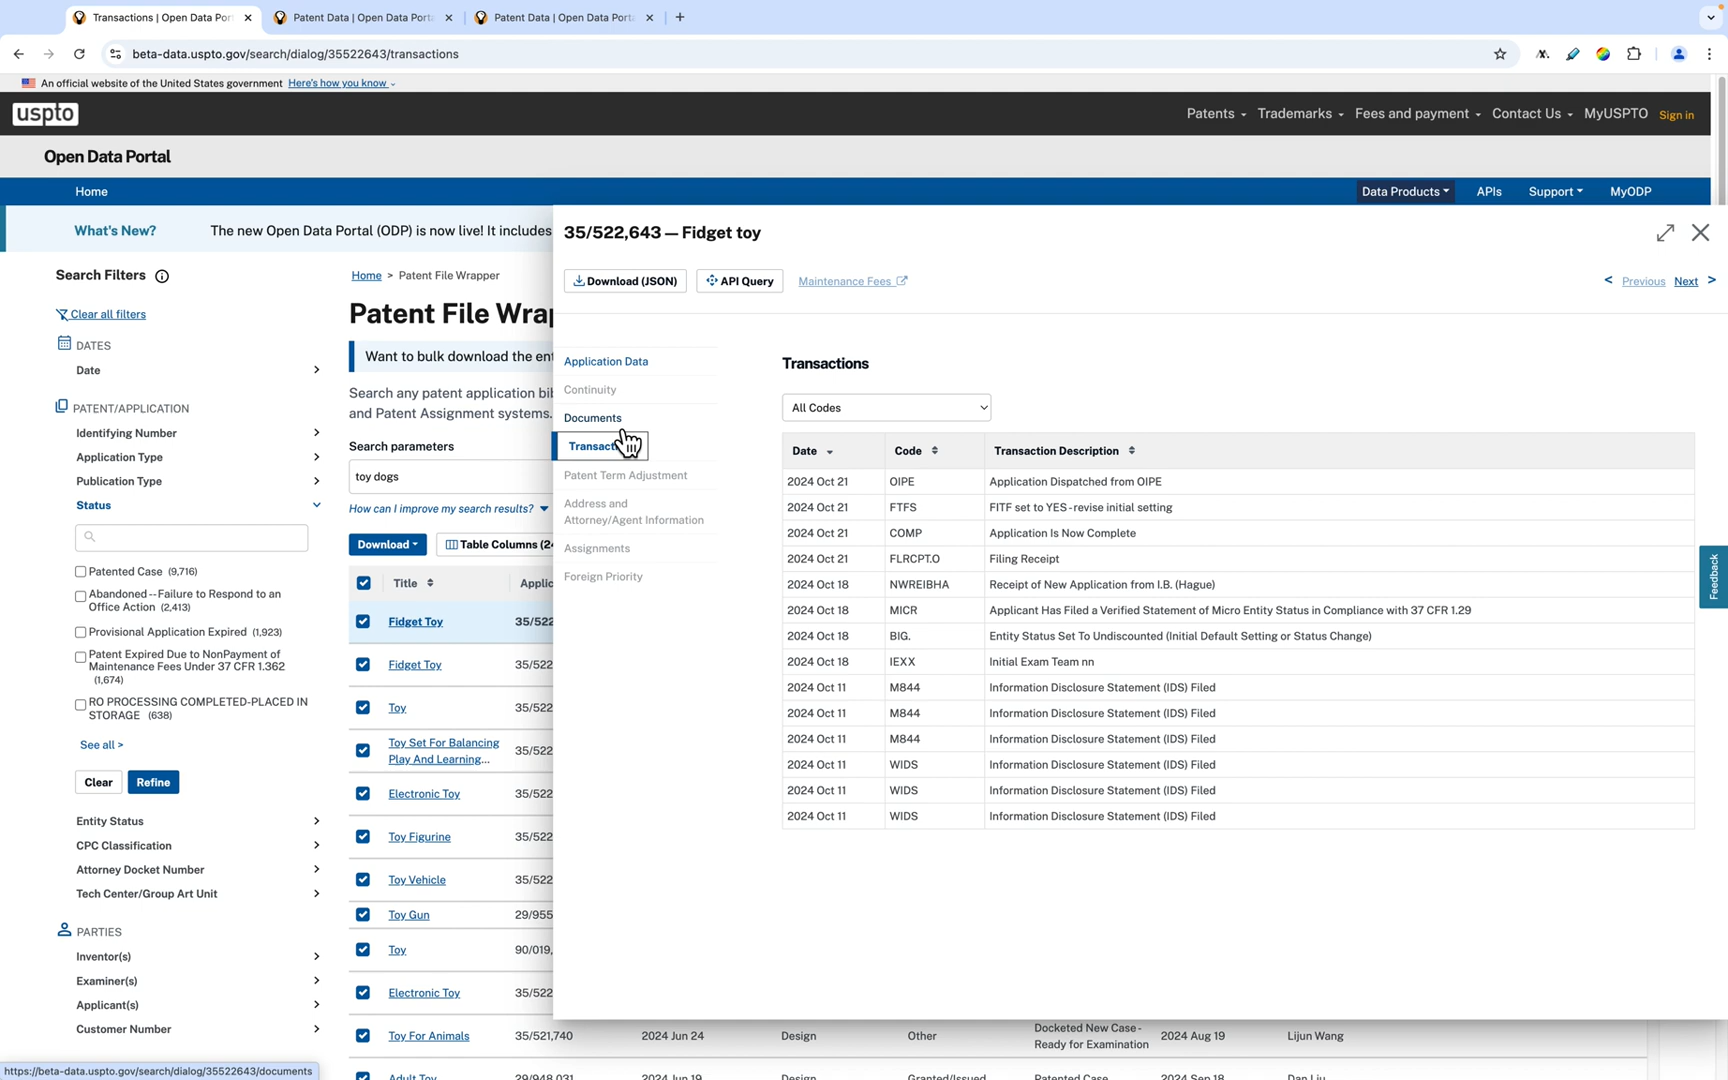 Transactions | Open Data Por
Patent Data | Open Data Porta
Patent Data | Open Data Porta
beta-data.uspto.gov/search/dialog/35522643/transactions
An official website of the United States government Here's how you know
uspto
Patents Trademarks Fees and payment Contact Us MyUSPTO Sign in
Open Data Portal
Home Data Products APIs Support MyODP
What's New? The new Open Data Portal (ODP) is now live! It includes
Search Filters
Clear all filters
DATES
Date
PATENT/APPLICATION
Identifying Number
Application Type
Publication Type
Status
Patented Case (9,716)
Abandoned -- Failure to Respond to an
Office Action (2,413)
Provisional Application Expired (1,923)
Patent Expired Due to NonPayment of
Maintenance Fees Under 37 CFR 1.362
(1,674)
RO PROCESSING COMPLETED-PLACED IN
STORAGE (638)
See all >
Clear Refine
Entity Status
CPC Classification
Attorney Docket Number
Tech Center/Group Art Unit
PARTIES
Inventor(s)
Examiner(s)
Applicant(s)
Customer Number
https://beta-data.uspto.gov/search/dialog/35522643/documents
Home > Patent File Wrapper
Patent File Wrap
Want to bulk download the ent
Search any patent application bib
and Patent Assignment systems.
Search parameters
toy dogs
How can I improve my search results?
Download Table Columns (24
Title Applic
Fidget Toy 35/522
Fidget Toy 35/522
Toy 35/522
Toy Set For Balancing
Play And Learning... 35/522
Electronic Toy 35/522
Toy Figurine 35/522
Toy Vehicle 35/522
Toy Gun 29/955
Toy 90/019,
Electronic Toy 35/522
Toy For Animals 35/521,740 2024 Jun 24 Design Other Docketed New Case - 2024 Aug 19 Lijun Wang
Ready for Examination
Adult Toy 29/948,031 2024 Jun 19 Design Granted/Issued Patented Case 2024 Sep 18 Dan Liu
35/522,643 — Fidget toy
Download (JSON) API Query Maintenance Fees
< Previous Next >
Application Data
Continuity
Documents
Transact
Patent Term Adjustment
Address and
Attorney/Agent Information
Assignments
Foreign Priority
Transactions
All Codes
Date Code Transaction Description
2024 Oct 21 OIPE Application Dispatched from OIPE
2024 Oct 21 FTFS FITF set to YES - revise initial setting
2024 Oct 21 COMP Application Is Now Complete
2024 Oct 21 FLRCPT.O Filing Receipt
2024 Oct 18 NWREIBHA Receipt of New Application from I.B. (Hague)
2024 Oct 18 MICR Applicant Has Filed a Verified Statement of Micro Entity Status in Compliance with 37 CFR 1.29
2024 Oct 18 BIG. Entity Status Set To Undiscounted (Initial Default Setting or Status Change)
2024 Oct 18 IEXX Initial Exam Team nn
2024 Oct 11 M844 Information Disclosure Statement (IDS) Filed
2024 Oct 11 M844 Information Disclosure Statement (IDS) Filed
2024 Oct 11 M844 Information Disclosure Statement (IDS) Filed
2024 Oct 11 WIDS Information Disclosure Statement (IDS) Filed
2024 Oct 11 WIDS Information Disclosure Statement (IDS) Filed
2024 Oct 11 WIDS Information Disclosure Statement (IDS) Filed
Feedback